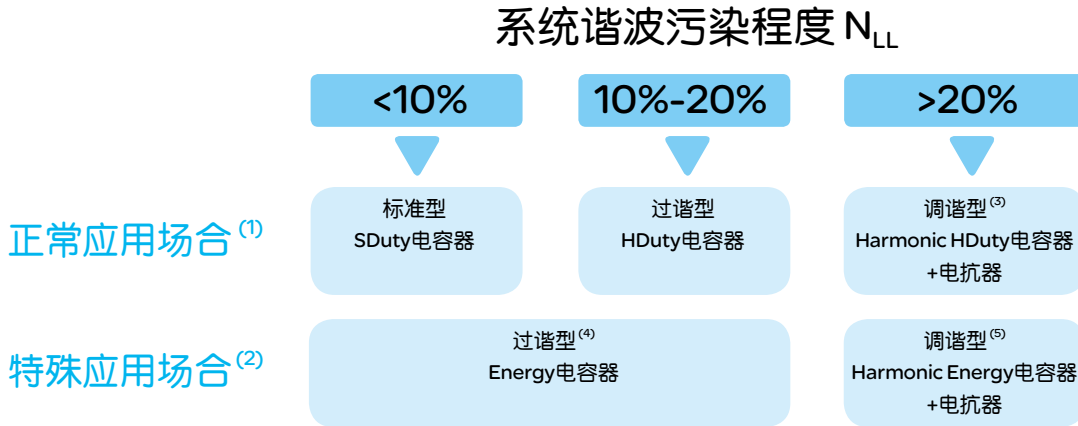 系统谐波污染程度 N_LL
<10%
10%-20%
>20%
正常应用场合(1)
标准型
SDuty电容器
过谐型
HDuty电容器
调谐型(3)
Harmonic HDuty电容器
+电抗器
特殊应用场合(2)
过谐型(4)
Energy电容器
调谐型(5)
Harmonic Energy电容器
+电抗器